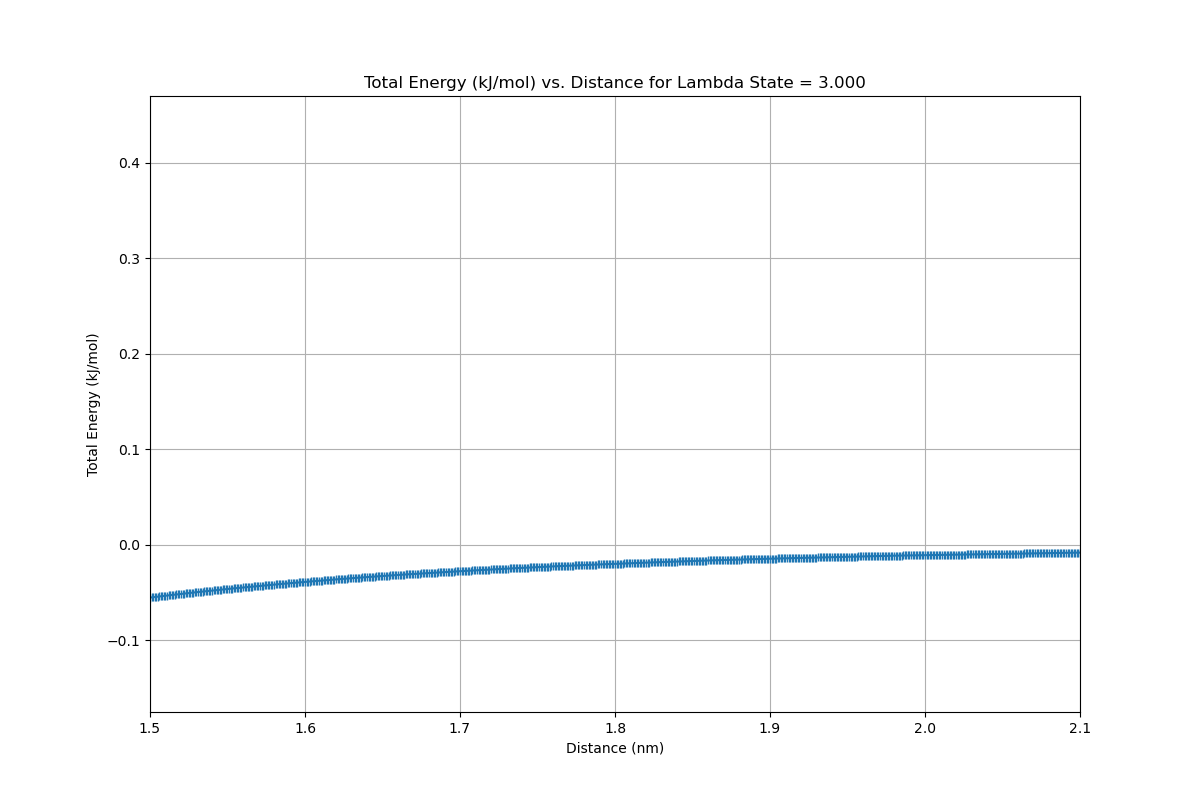 Total Energy (kJ/mol) vs. Distance for Lambda State = 3.000
0.4
0.3
0.2
0.1
0.0
−0.1
Total Energy (kJ/mol)
1.5 1.6 1.7 1.8 1.9 2.0 2.1
Distance (nm)